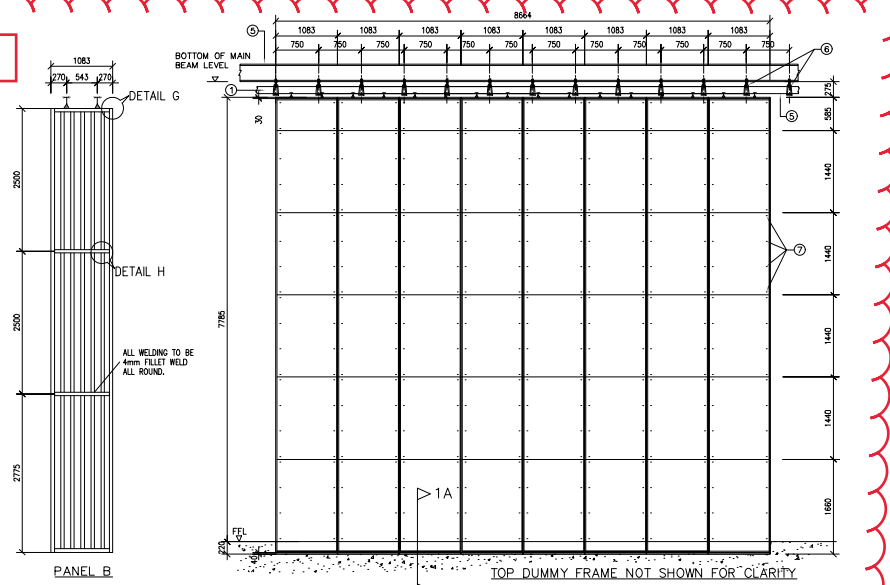 8664
1083 1083 1083 1083 1083 1083 1083 1083
750 750 750 750 750 750 750 750 750 750 750 750
5
6
BOTTOM OF MAIN
BEAM LEVEL
1083
270 543 270
DETAIL G
1
30
275
5
585
2500
1440
1440
7
DETAIL H
2500
7785
1440
1440
ALL WELDING TO BE
4mm FILLET WELD
ALL ROUND.
1440
2775
1A
1660
FFL
220
40
PANEL B
TOP DUMMY FRAME NOT SHOWN FOR CLARITY